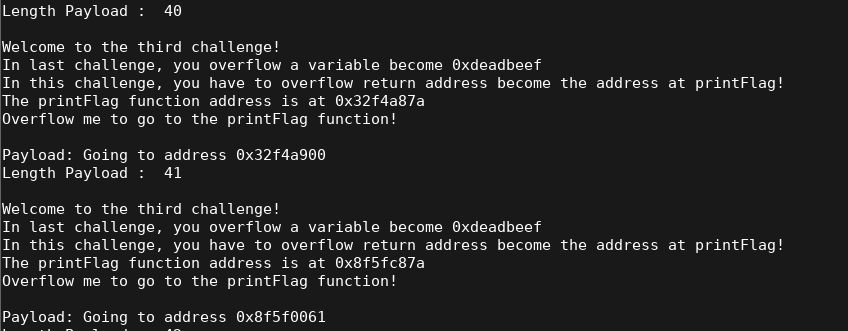 Length Payload :  40
Welcome to the third challenge!
In last challenge, you overflow a variable become 0xdeadbeef
In this challenge, you have to overflow return address become the address at printFlag!
The printFlag function address is at 0x32f4a87a
Overflow me to go to the printFlag function!
Payload: Going to address 0x32f4a900
Length Payload :  41
Welcome to the third challenge!
In last challenge, you overflow a variable become 0xdeadbeef
In this challenge, you have to overflow return address become the address at printFlag!
The printFlag function address is at 0x8f5fc87a
Overflow me to go to the printFlag function!
Payload: Going to address 0x8f5f0061